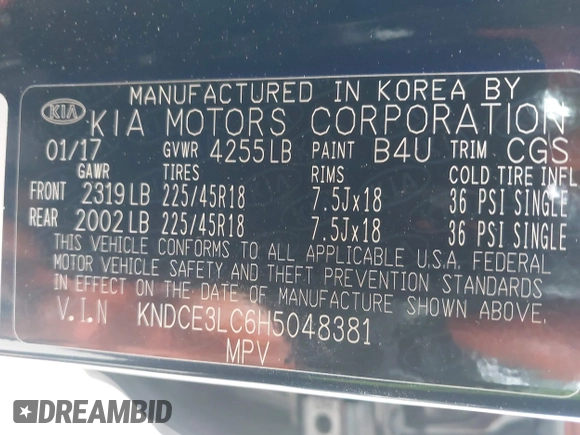 MANUFACTURED IN KOREA BY
KIA KIA MOTORS CORPORATION
01/17 GVWR 4255LB PAINT B4U TRIM CGS
GAWR TIRES RIMS COLD TIRE INFL
FRONT 2319LB 225/45R18 7.5Jx18 36 PSI SINGLE
REAR 2002LB 225/45R18 7.5Jx18 36 PSI SINGLE
THIS VEHICLE CONFORMS TO ALL APPLICABLE U.S.A. FEDERAL
MOTOR VEHICLE SAFETY AND THEFT PREVENTION STANDARDS
IN EFFECT ON THE DATE OF MANUFACTURE SHOWN ABOVE.
V.I.N KNDCE3LC6H5048381
MPV
DREAMBID